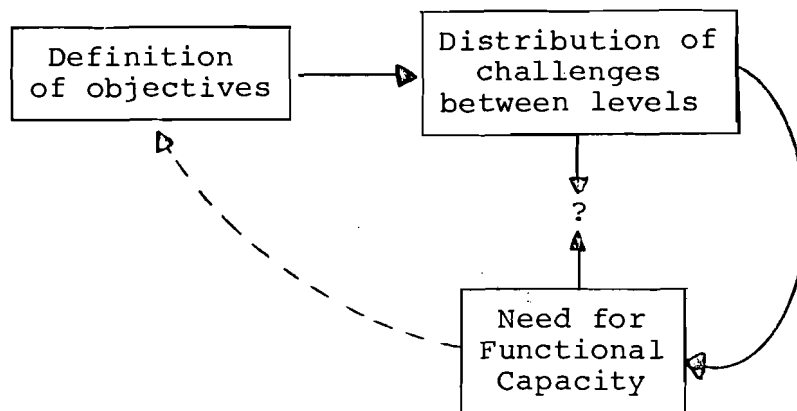 Definition
of objectives
Distribution of
challenges
between levels
?
Need for
Functional
Capacity